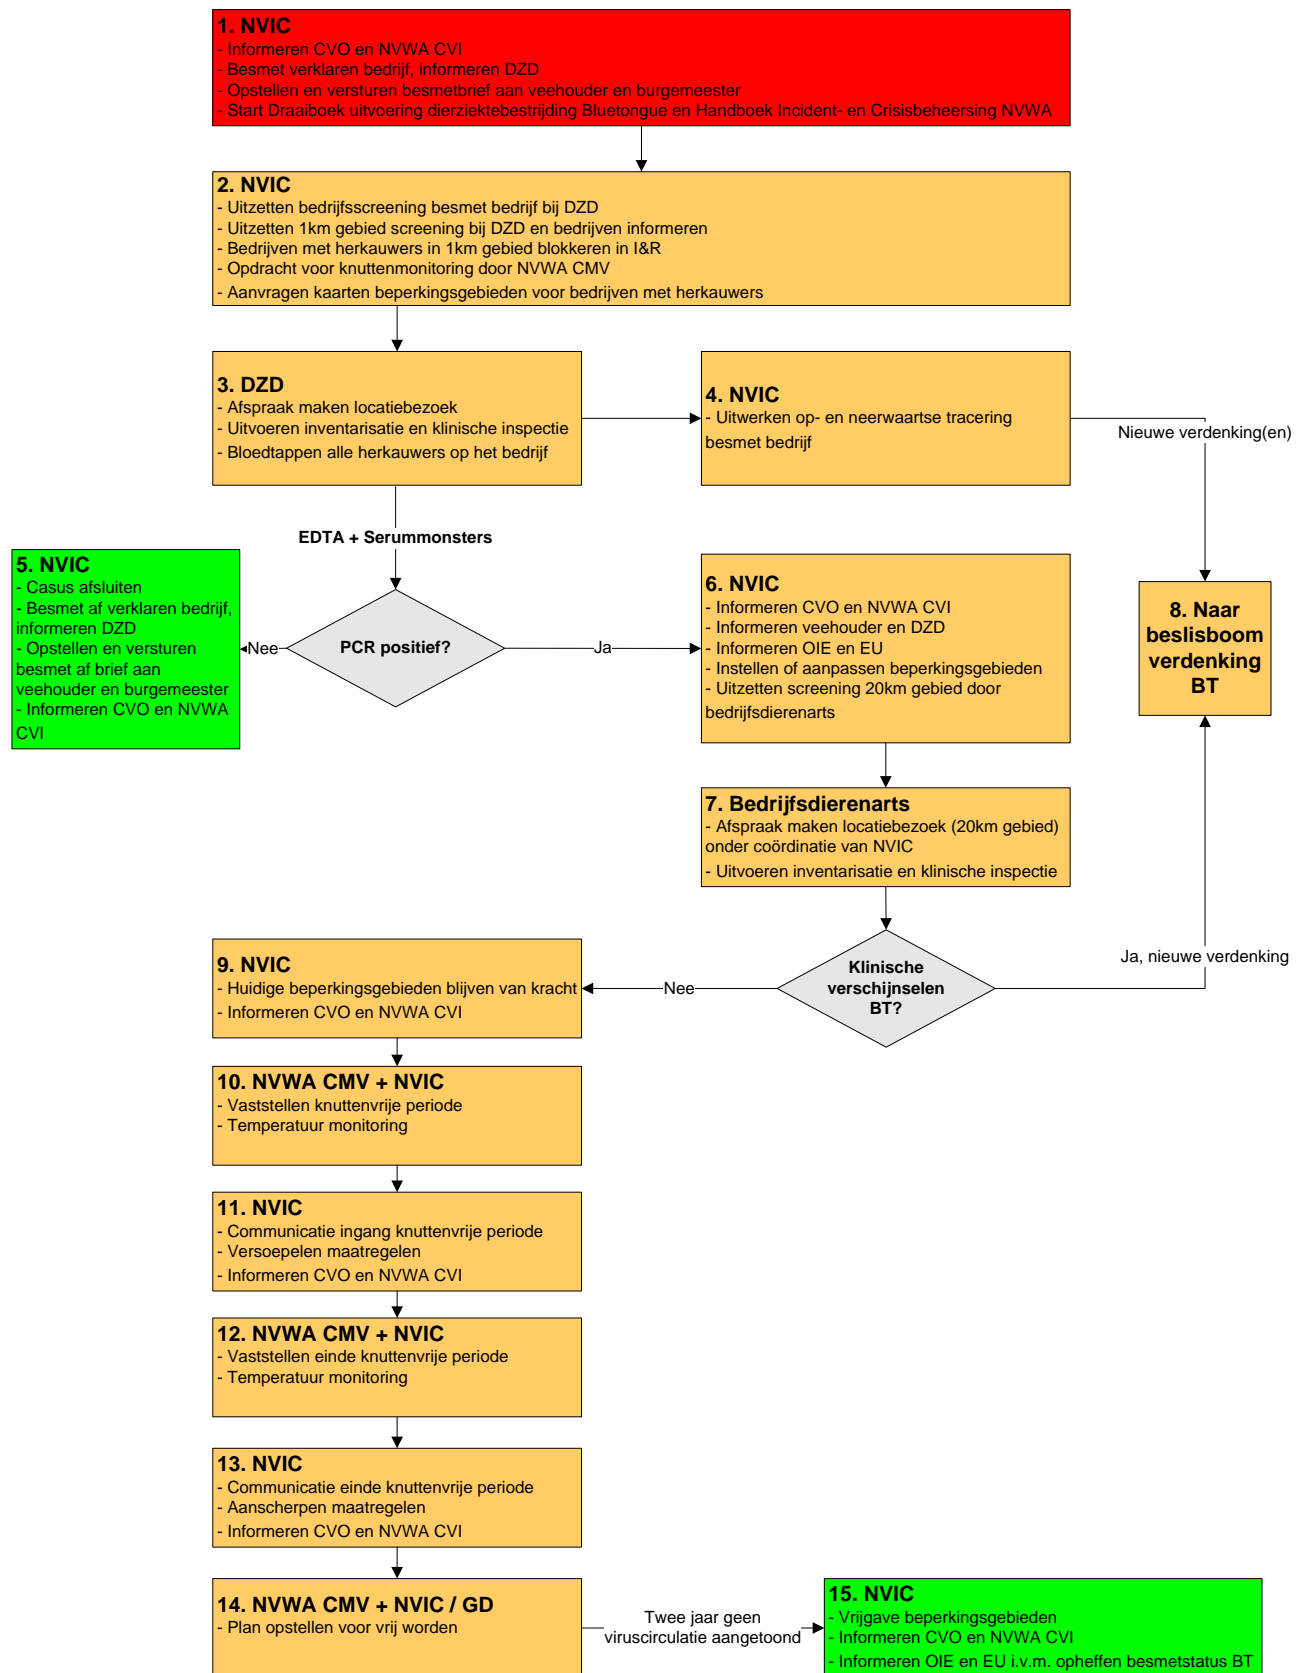 1. NVIC
- Informeren CVO en NVWA CVI
- Besmet verklaren bedrijf, informeren DZD
- Opstellen en versturen besmetbrief aan veehouder en burgemeester
- Start Draaiboek uitvoering dierziektebestrijding Bluetongue en Handboek Incident- en Crisisbeheersing NVWA
2. NVIC
- Uitzetten bedrijfsscreening besmet bedrijf bij DZD
- Uitzetten 1km gebied screening bij DZD en bedrijven informeren
- Bedrijven met herkauwers in 1km gebied blokkeren in I&R
- Opdracht voor knuttenmonitoring door NVWA CMV
- Aanvragen kaarten beperkingsgebieden voor bedrijven met herkauwers
3. DZD
- Afspraak maken locatiebezoek
- Uitvoeren inventarisatie en klinische inspectie
- Bloedtappen alle herkauwers op het bedrijf
4. NVIC
- Uitwerken op- en neerwaartse tracering
besmet bedrijf
Nieuwe verdenking(en)
EDTA + Serummonsters
5. NVIC
- Casus afsluiten
- Besmet af verklaren bedrijf,
informeren DZD
- Opstellen en versturen
besmet af brief aan
veehouder en burgemeester
- Informeren CVO en NVWA
CVI
Nee
PCR positief?
Ja
6. NVIC
- Informeren CVO en NVWA CVI
- Informeren veehouder en DZD
- Informeren OIE en EU
- Instellen of aanpassen beperkingsgebieden
- Uitzetten screening 20km gebied door
bedrijfsdierenarts
8. Naar
beslisboom
verdenking
BT
7. Bedrijfsdierenarts
- Afspraak maken locatiebezoek (20km gebied)
onder coördinatie van NVIC
- Uitvoeren inventarisatie en klinische inspectie
Klinische
verschijnselen
BT?
Ja, nieuwe verdenking
Nee
9. NVIC
- Huidige beperkingsgebieden blijven van kracht
- Informeren CVO en NVWA CVI
10. NVWA CMV + NVIC
- Vaststellen knuttenvrije periode
- Temperatuur monitoring
11. NVIC
- Communicatie ingang knuttenvrije periode
- Versoepelen maatregelen
- Informeren CVO en NVWA CVI
12. NVWA CMV + NVIC
- Vaststellen einde knuttenvrije periode
- Temperatuur monitoring
13. NVIC
- Communicatie einde knuttenvrije periode
- Aanscherpen maatregelen
- Informeren CVO en NVWA CVI
14. NVWA CMV + NVIC / GD
- Plan opstellen voor vrij worden
Twee jaar geen
viruscirculatie aangetoond
15. NVIC
- Vrijgave beperkingsgebieden
- Informeren CVO en NVWA CVI
- Informeren OIE en EU i.v.m. opheffen besmetstatus BT